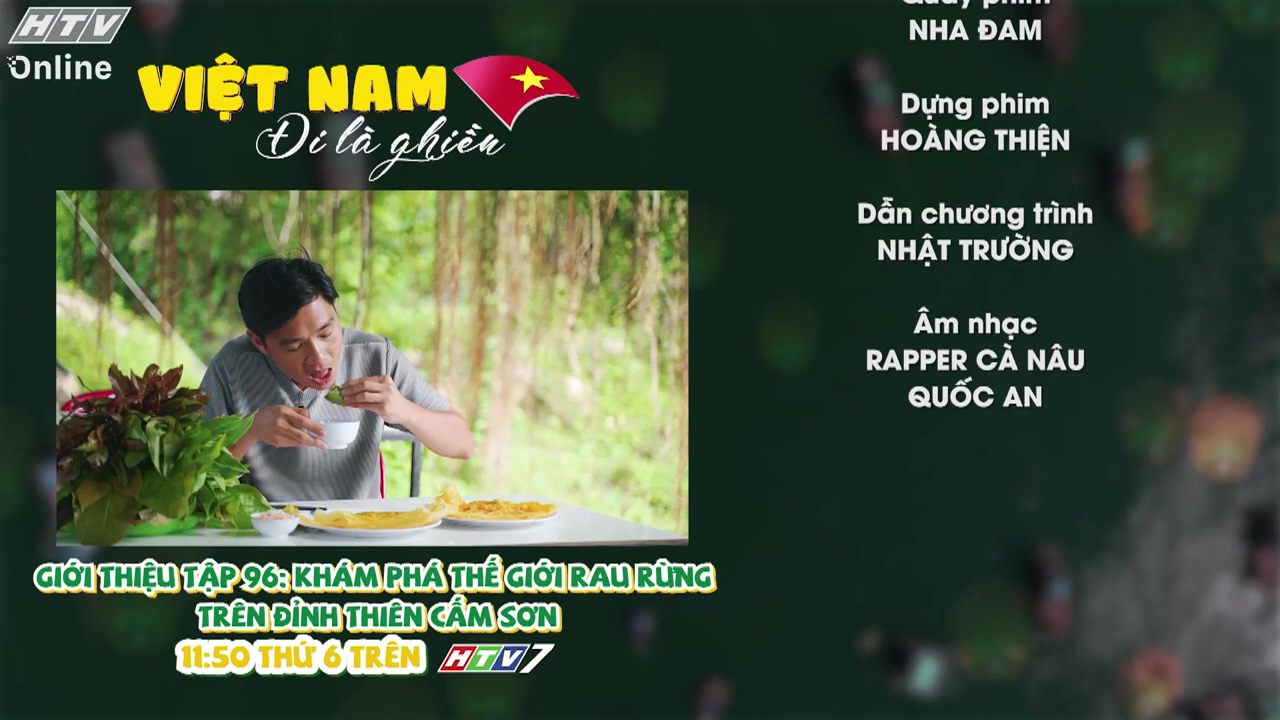 HTV
Online
VIỆT NAM
Đi là ghiền
GIỚI THIỆU TẬP 96: KHÁM PHÁ THẾ GIỚI RAU RỪNG
TRÊN ĐỈNH THIÊN CẤM SƠN
11:50 THỨ 6 TRÊN HTV7
Quay phim
NHA ĐAM
Dựng phim
HOÀNG THIỆN
Dẫn chương trình
NHẬT TRƯỜNG
Âm nhạc
RAPPER CÀ NÂU
QUỐC AN